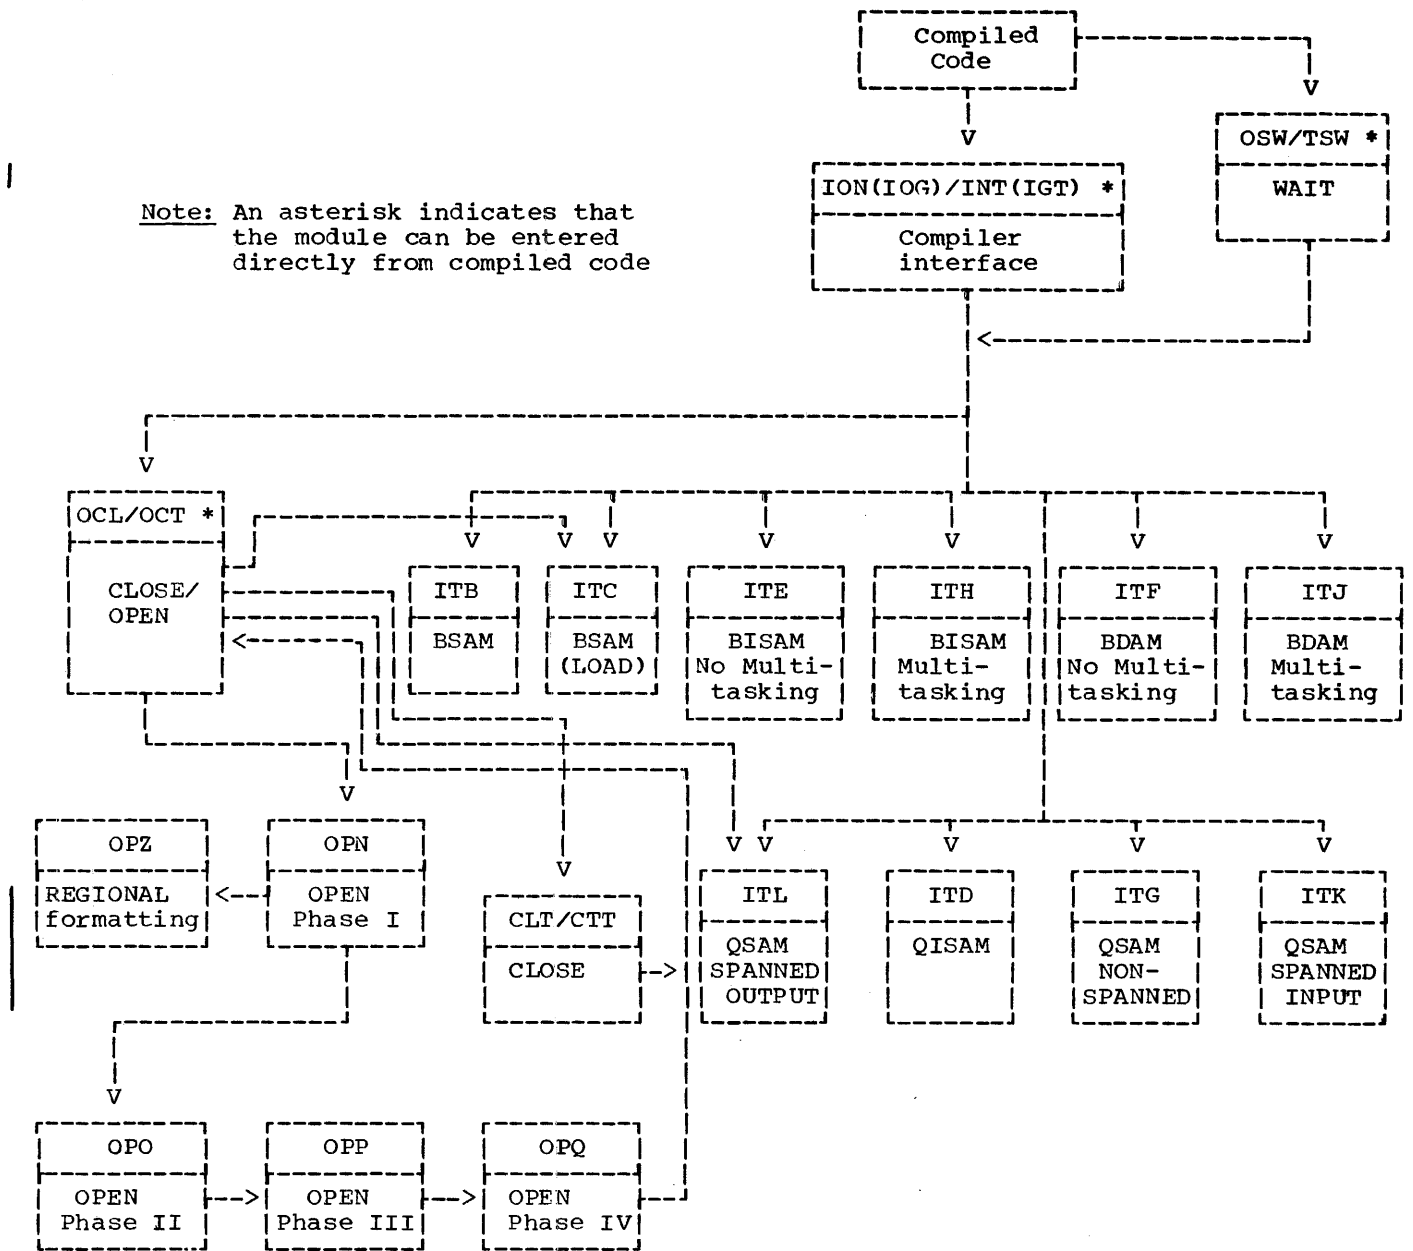 Compiled
Code
OSW/TSW *
WAIT
ION(IOG)/INT(IGT) *
Compiler
interface
Note: An asterisk indicates that
the module can be entered
directly from compiled code
OCL/OCT *
CLOSE/
OPEN
ITB
BSAM
ITC
BSAM
(LOAD)
ITE
BISAM
No Multi-
tasking
ITH
BISAM
Multi-
tasking
ITF
BDAM
No Multi-
tasking
ITJ
BDAM
Multi-
tasking
OPZ
REGIONAL
formatting
OPN
OPEN
Phase I
CLT/CTT
CLOSE
ITL
QSAM
SPANNED
OUTPUT
ITD
QISAM
ITG
QSAM
NON-
SPANNED
ITK
QSAM
SPANNED
INPUT
OPO
OPEN
Phase II
OPP
OPEN
Phase III
OPQ
OPEN
Phase IV